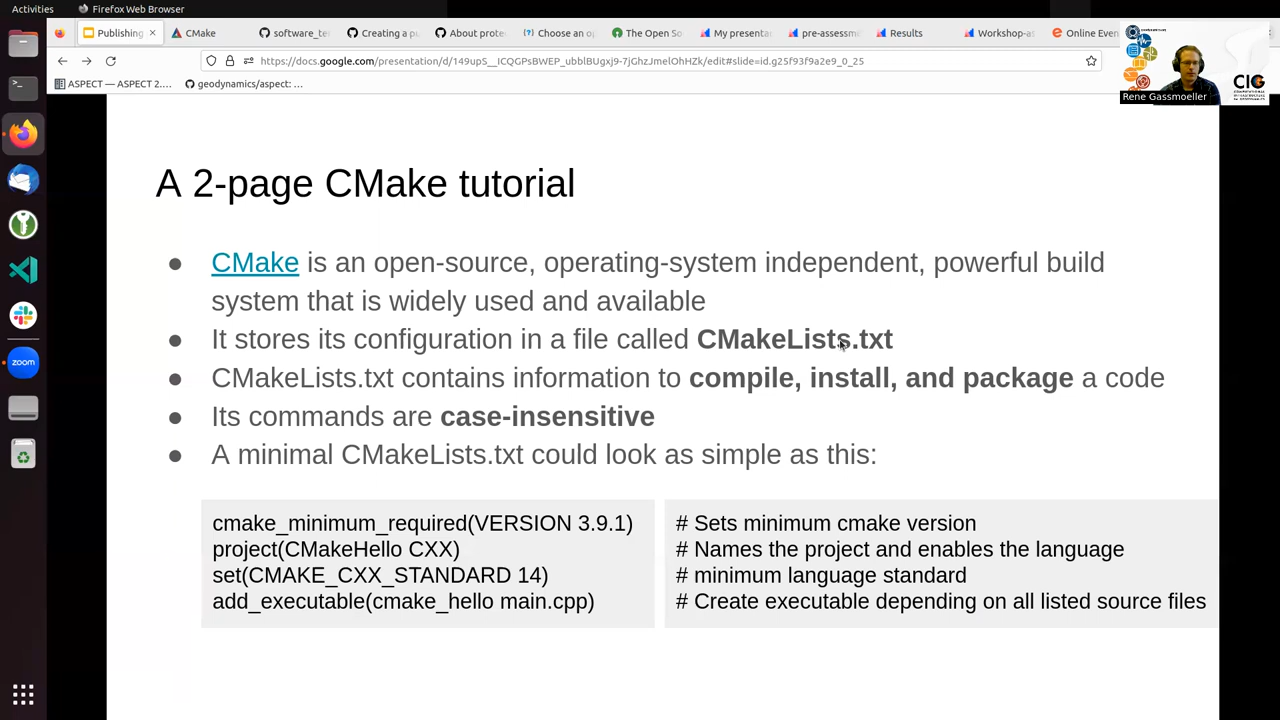 Activities
Firefox Web Browser
Publishing
CMake
software_te
Creating a pu
About prote
Choose an op
The Open So
My presenta
pre-assessm
Results
Workshop-as
Online Even
https://docs.google.com/presentation/d/149upS__ICQGPsBWEP_ubblBUgxj9-7jGhzJmelOhHZk/edit#slide=id.g25f93f9a2e9_0_25
ASPECT — ASPECT 2....
geodynamics/aspect: ...
Rene Gassmoeller
CIG
zoom
A 2-page CMake tutorial
● CMake is an open-source, operating-system independent, powerful build
system that is widely used and available
● It stores its configuration in a file called CMakeLists.txt
● CMakeLists.txt contains information to compile, install, and package a code
● Its commands are case-insensitive
● A minimal CMakeLists.txt could look as simple as this:
cmake_minimum_required(VERSION 3.9.1)
project(CMakeHello CXX)
set(CMAKE_CXX_STANDARD 14)
add_executable(cmake_hello main.cpp)
# Sets minimum cmake version
# Names the project and enables the language
# minimum language standard
# Create executable depending on all listed source files